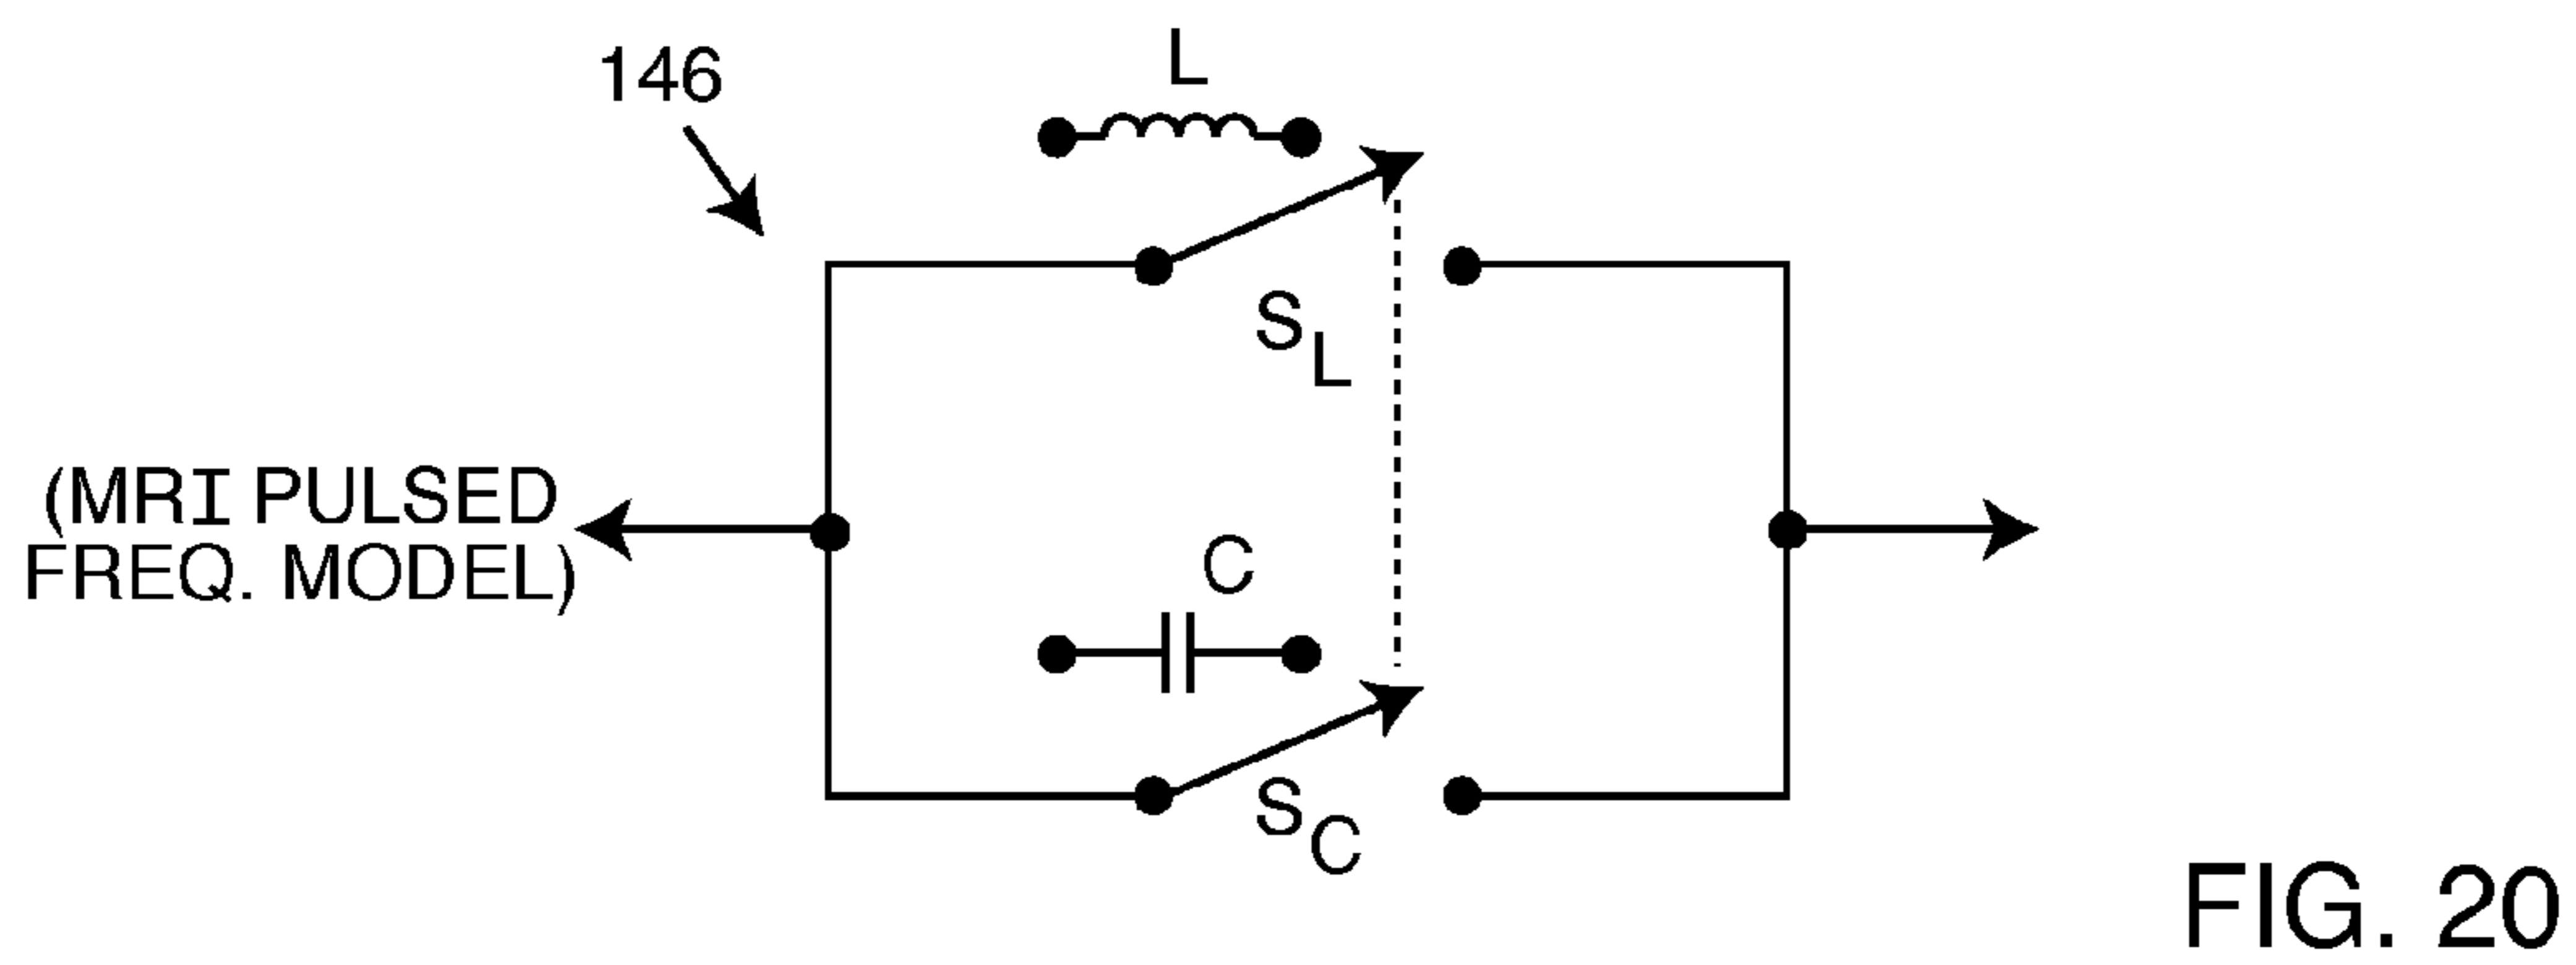 146
L
S_L
(MRI PULSED
FREQ. MODEL)
C
S_C
FIG. 20